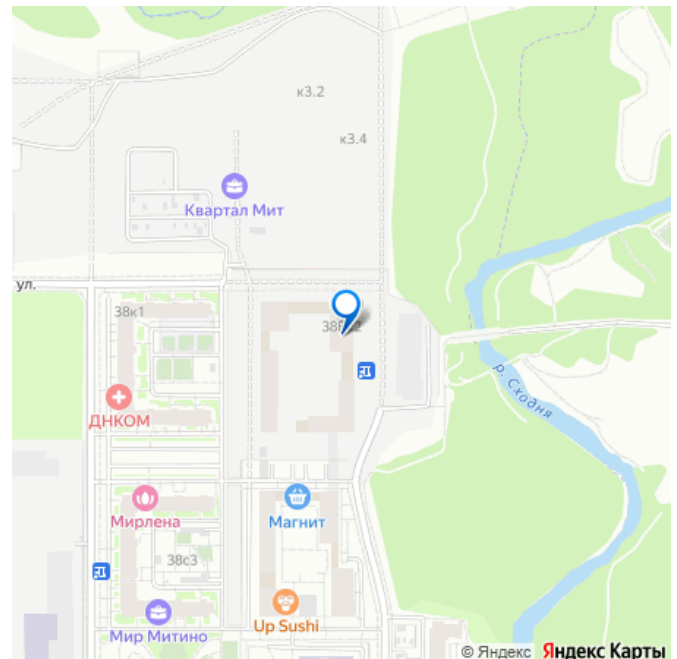 к3.2
к3.4
Квартал Мит
ул.
38к1
р. Сходня
ДНКОМ
Мирлена
Магнит
38с3
Up Sushi
Мир Митино
© Яндекс Яндекс Карты